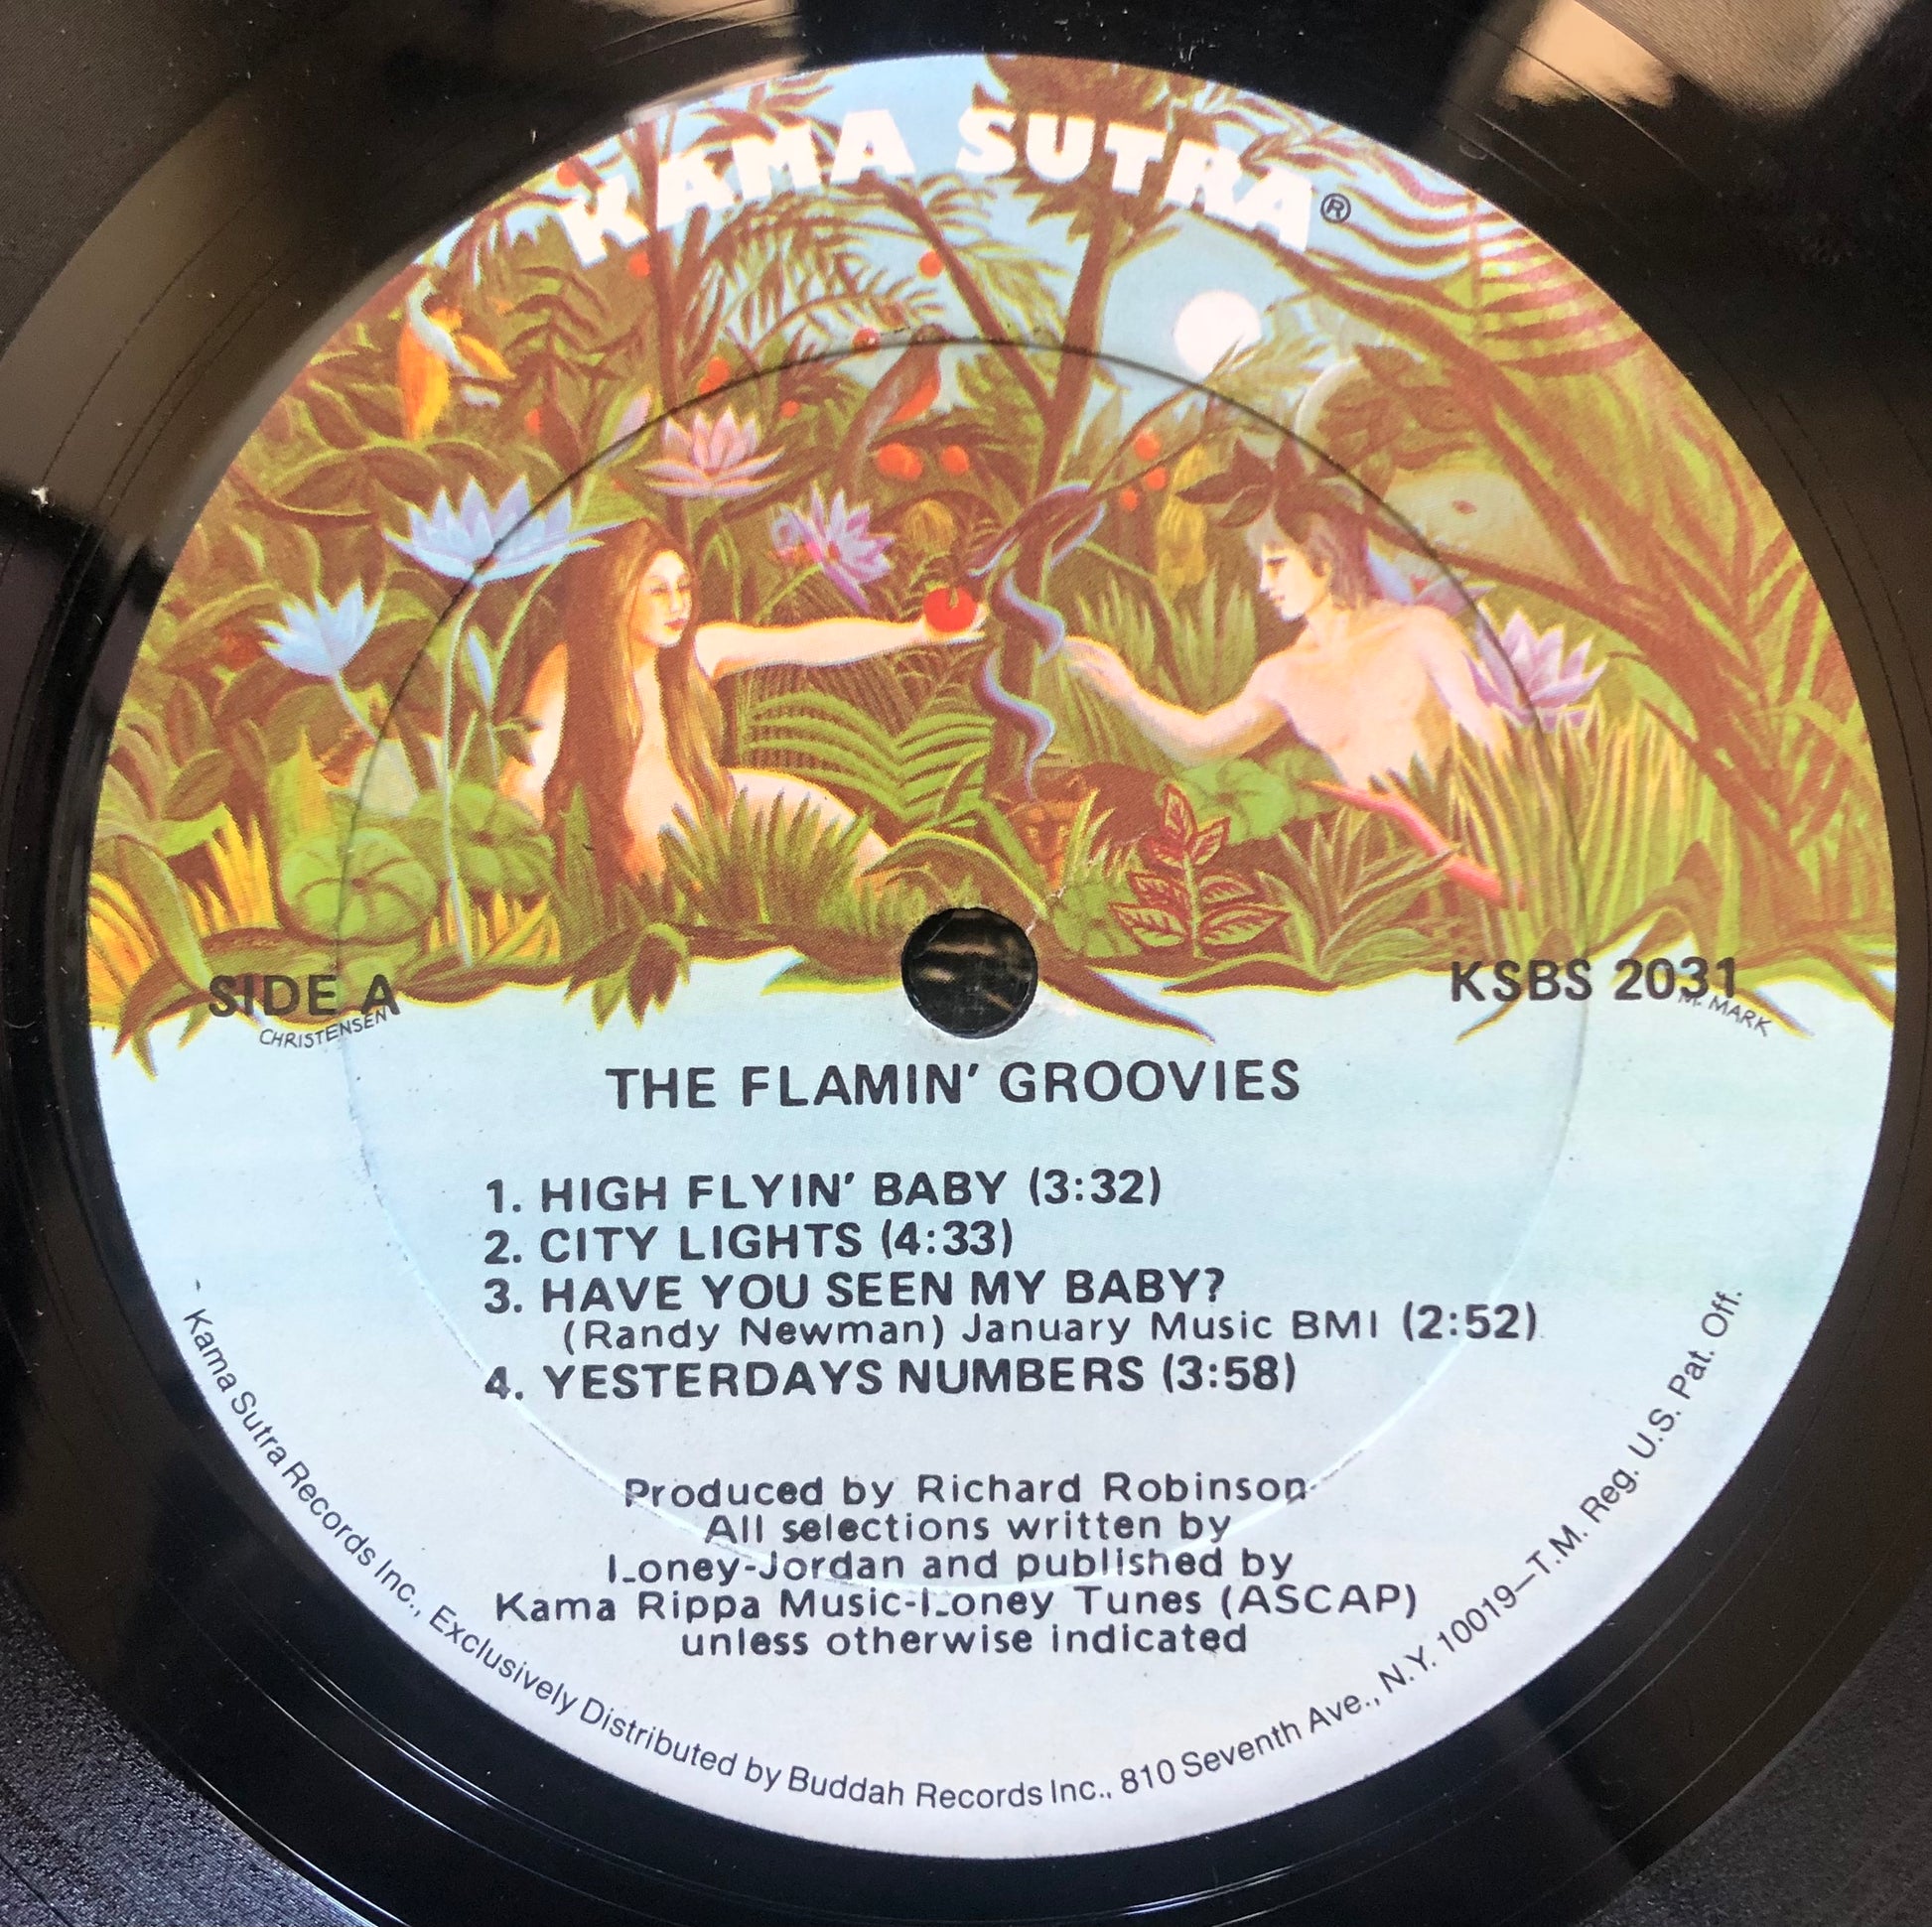 KAMA SUTRA®
SIDE A
CHRISTENSEN
KSBS 2031
M. MARK
THE FLAMIN' GROOVIES
1. HIGH FLYIN' BABY (3:32)
2. CITY LIGHTS (4:33)
3. HAVE YOU SEEN MY BABY?
(Randy Newman) January Music BMI (2:52)
4. YESTERDAYS NUMBERS (3:58)
Produced by Richard Robinson
All selections written by
Loney-Jordan and published by
Kama Rippa Music-Loney Tunes (ASCAP)
unless otherwise indicated
Kama Sutra Records Inc., Exclusively Distributed by Buddah Records Inc., 810 Seventh Ave., N.Y. 10019—T.M. Reg. U.S. Pat. Off.